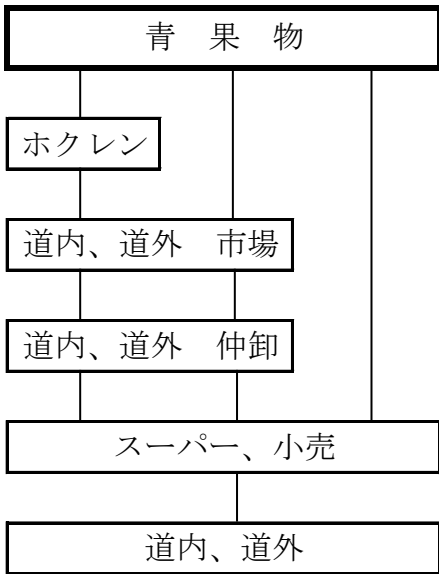 青　果　物
ホクレン
道内、道外　市場
道内、道外　仲卸
スーパー、小売
道内、道外